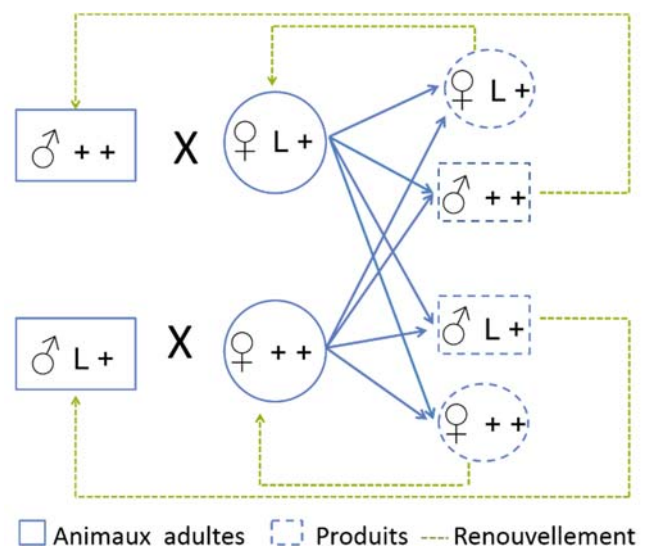 ♀ L +
♂ + +
X
♀ L +
♂ + +
♂ L +
♂ L +
X
♀ + +
♀ + +
Animaux adultes
Produits
Renouvellement